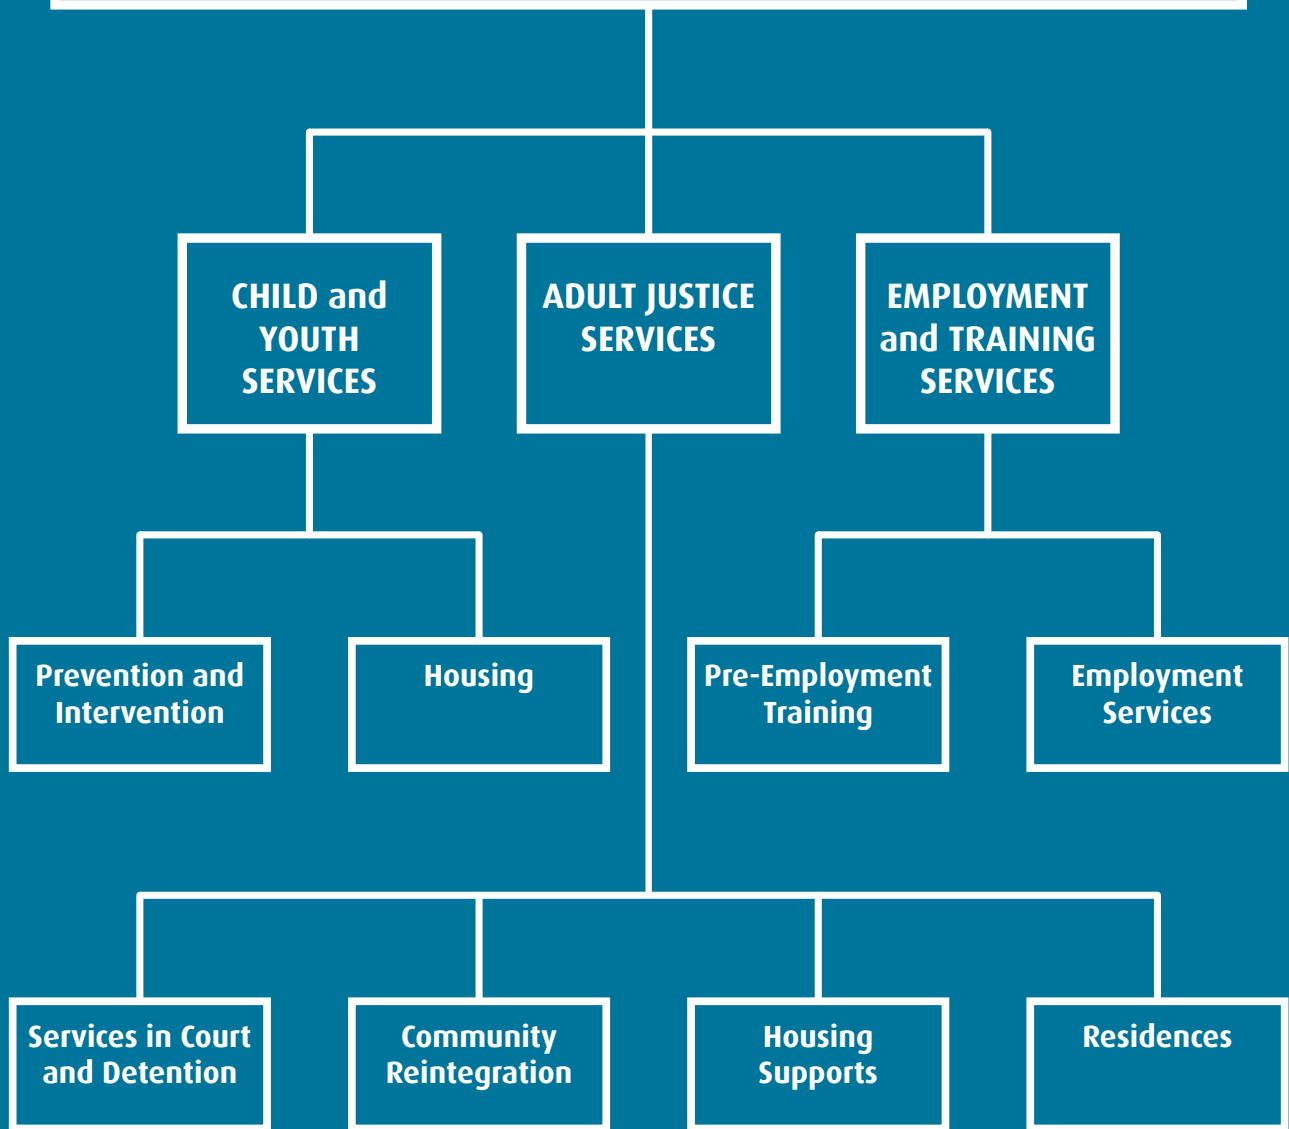 CHILD and
YOUTH
SERVICES
ADULT JUSTICE
SERVICES
EMPLOYMENT
and TRAINING
SERVICES
Prevention and
Intervention
Housing
Pre-Employment
Training
Employment
Services
Services in Court
and Detention
Community
Reintegration
Housing
Supports
Residences